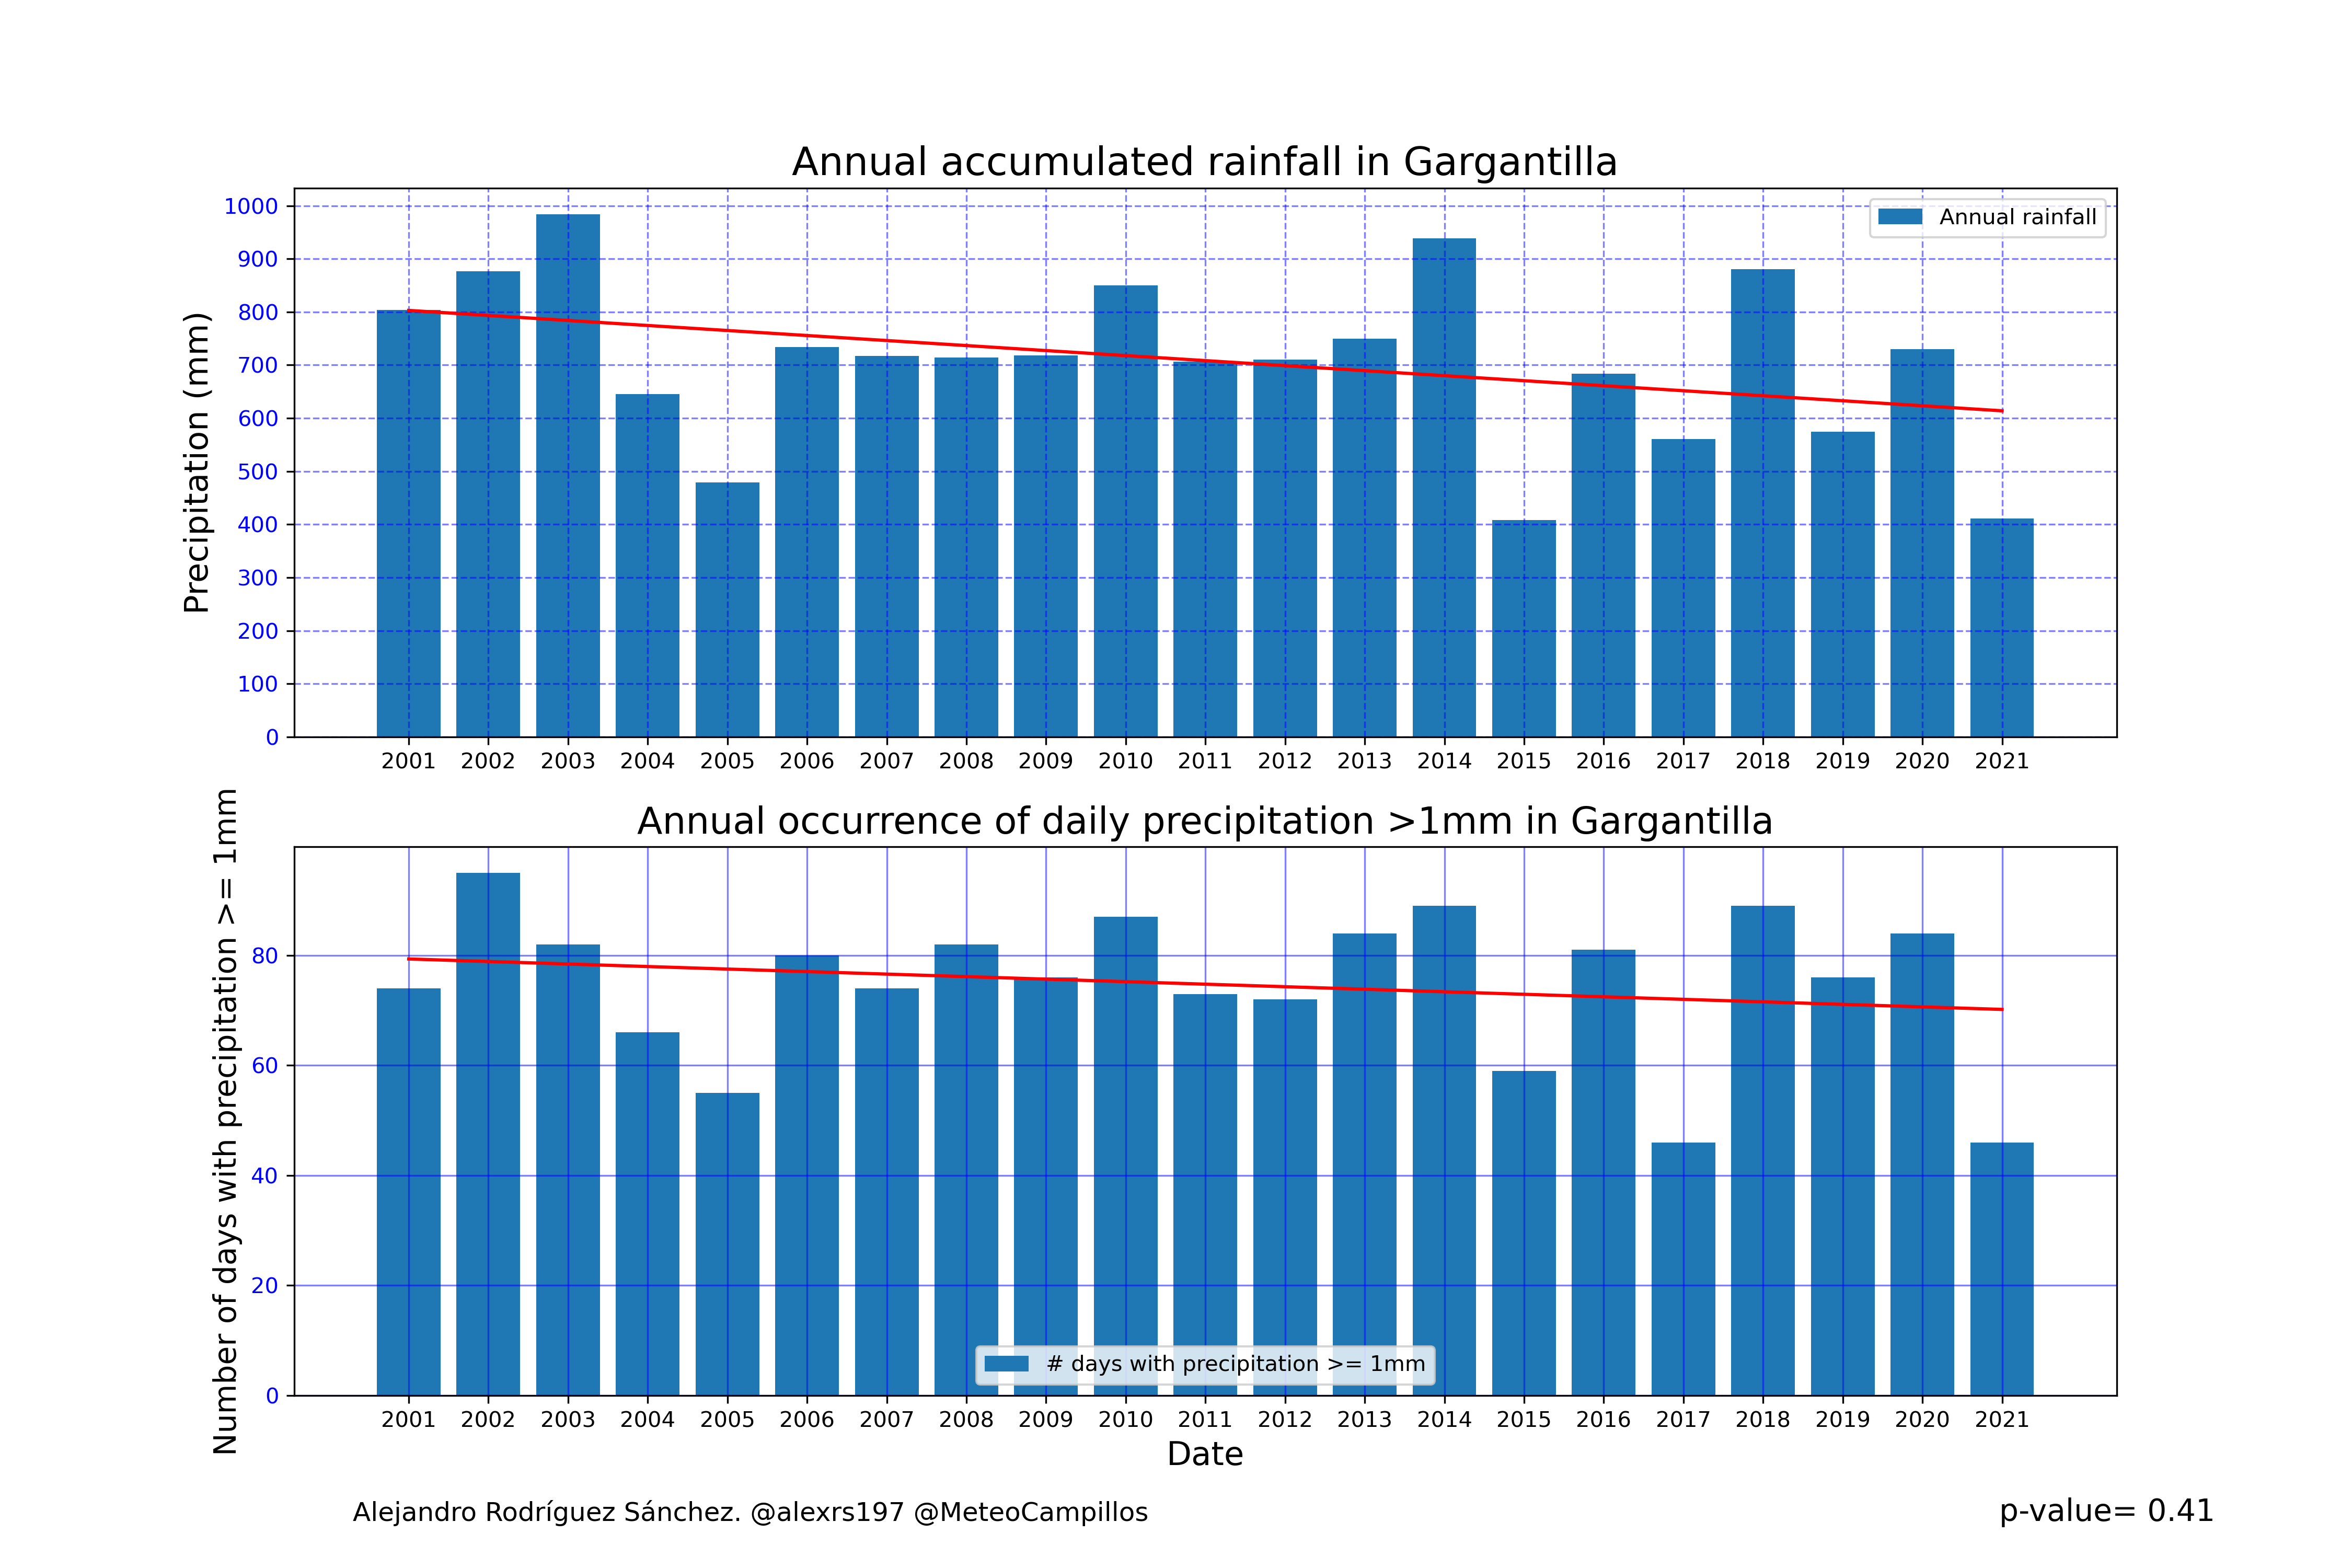 Annual accumulated rainfall in Gargantilla
Precipitation (mm)
1000
900
800
700
600
500
400
300
200
100
0
Annual rainfall
2001 2002 2003 2004 2005 2006 2007 2008 2009 2010 2011 2012 2013 2014 2015 2016 2017 2018 2019 2020 2021
Annual occurrence of daily precipitation >1mm in Gargantilla
Number of days with precipitation >= 1mm
80
60
40
20
0
# days with precipitation >= 1mm
2001 2002 2003 2004 2005 2006 2007 2008 2009 2010 2011 2012 2013 2014 2015 2016 2017 2018 2019 2020 2021
Date
Alejandro Rodríguez Sánchez. @alexrs197 @MeteoCampillos
p-value= 0.41